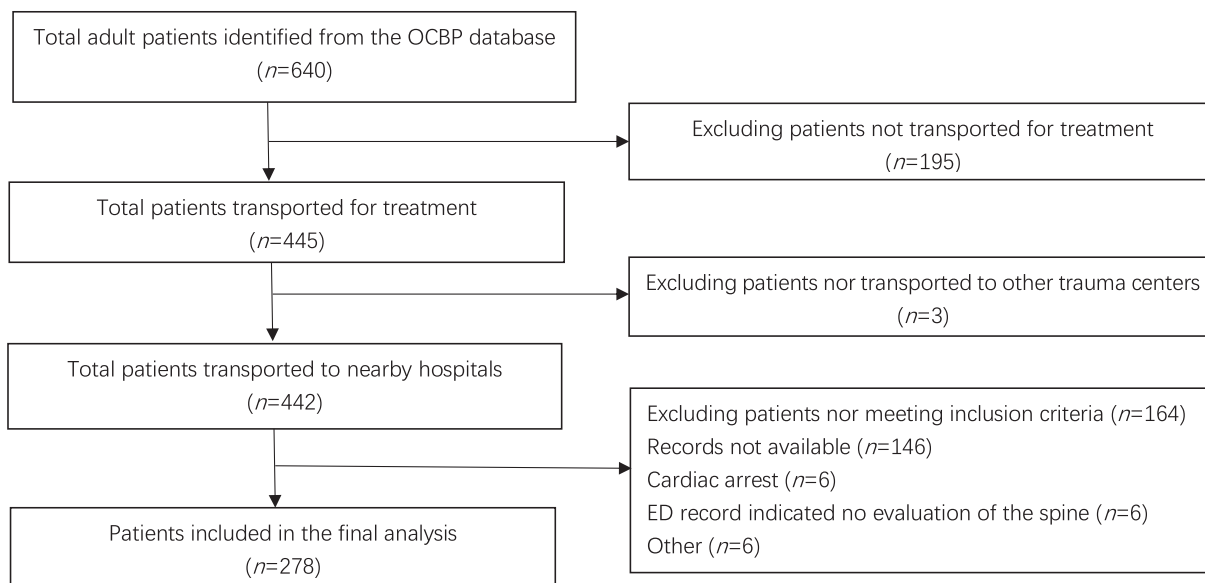 Total adult patients identified from the OCBP database
(n=640)
Excluding patients not transported for treatment
(n=195)
Total patients transported for treatment
(n=445)
Excluding patients nor transported to other trauma centers
(n=3)
Total patients transported to nearby hospitals
(n=442)
Excluding patients nor meeting inclusion criteria (n=164)
Records not available (n=146)
Cardiac arrest (n=6)
ED record indicated no evaluation of the spine (n=6)
Other (n=6)
Patients included in the final analysis
(n=278)